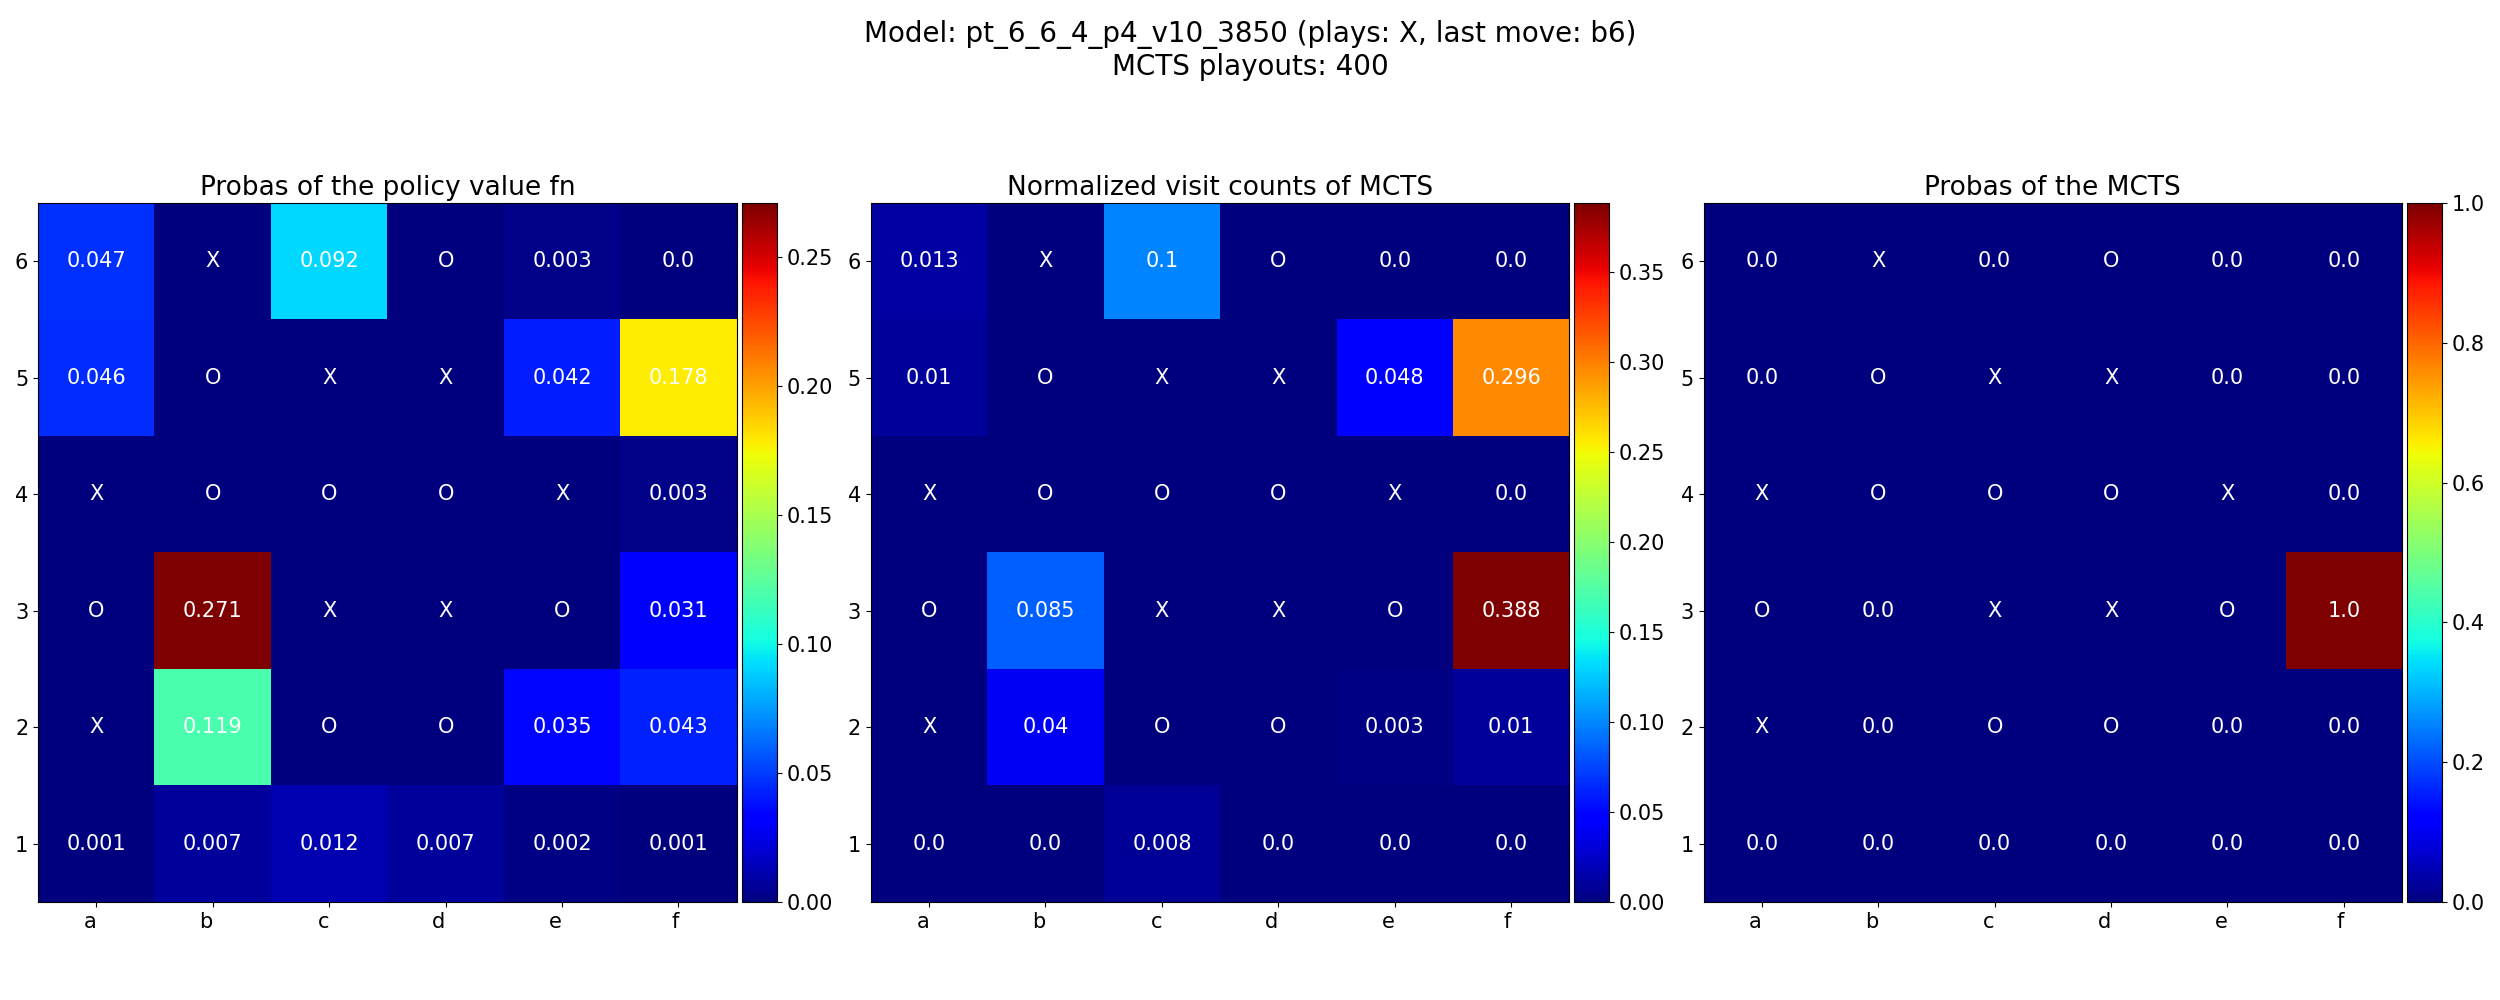 Model: pt_6_6_4_p4_v10_3850 (plays: X, last move: b6)
MCTS playouts: 400
Probas of the policy value fn
6 0.047 X 0.092 O 0.003 0.0
5 0.046 O X X 0.042 0.178
4 X O O O X 0.003
3 O 0.271 X X O 0.031
2 X 0.119 O O 0.035 0.043
1 0.001 0.007 0.012 0.007 0.002 0.001
a b c d e f
0.25
0.20
0.15
0.10
0.05
0.00
Normalized visit counts of MCTS
6 0.013 X 0.1 O 0.0 0.0
5 0.01 O X X 0.048 0.296
4 X O O O X 0.0
3 O 0.085 X X O 0.388
2 X 0.04 O O 0.003 0.01
1 0.0 0.0 0.008 0.0 0.0 0.0
a b c d e f
0.35
0.30
0.25
0.20
0.15
0.10
0.05
0.00
Probas of the MCTS
6 0.0 X 0.0 O 0.0 0.0
5 0.0 O X X 0.0 0.0
4 X O O O X 0.0
3 O 0.0 X X O 1.0
2 X 0.0 O O 0.0 0.0
1 0.0 0.0 0.0 0.0 0.0 0.0
a b c d e f
1.0
0.8
0.6
0.4
0.2
0.0